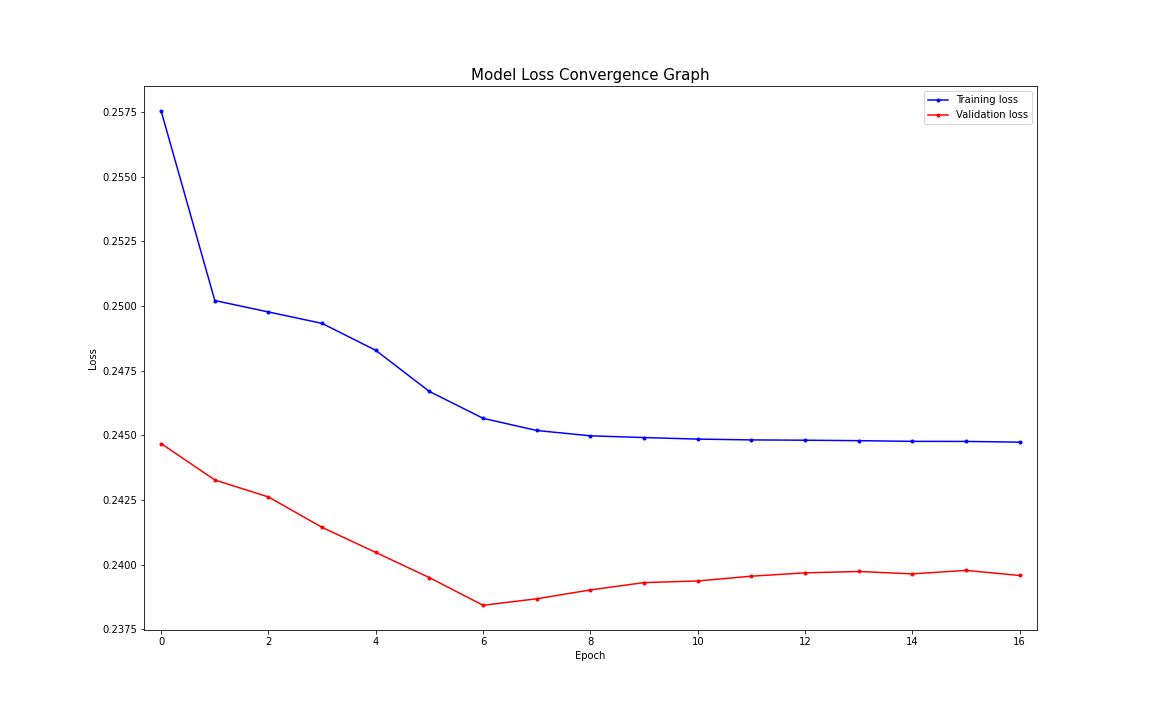 Model Loss Convergence Graph
Training loss
Validation loss
0.2575
0.2550
0.2525
0.2500
0.2475
0.2450
0.2425
0.2400
0.2375
Loss
0 2 4 6 8 10 12 14 16
Epoch